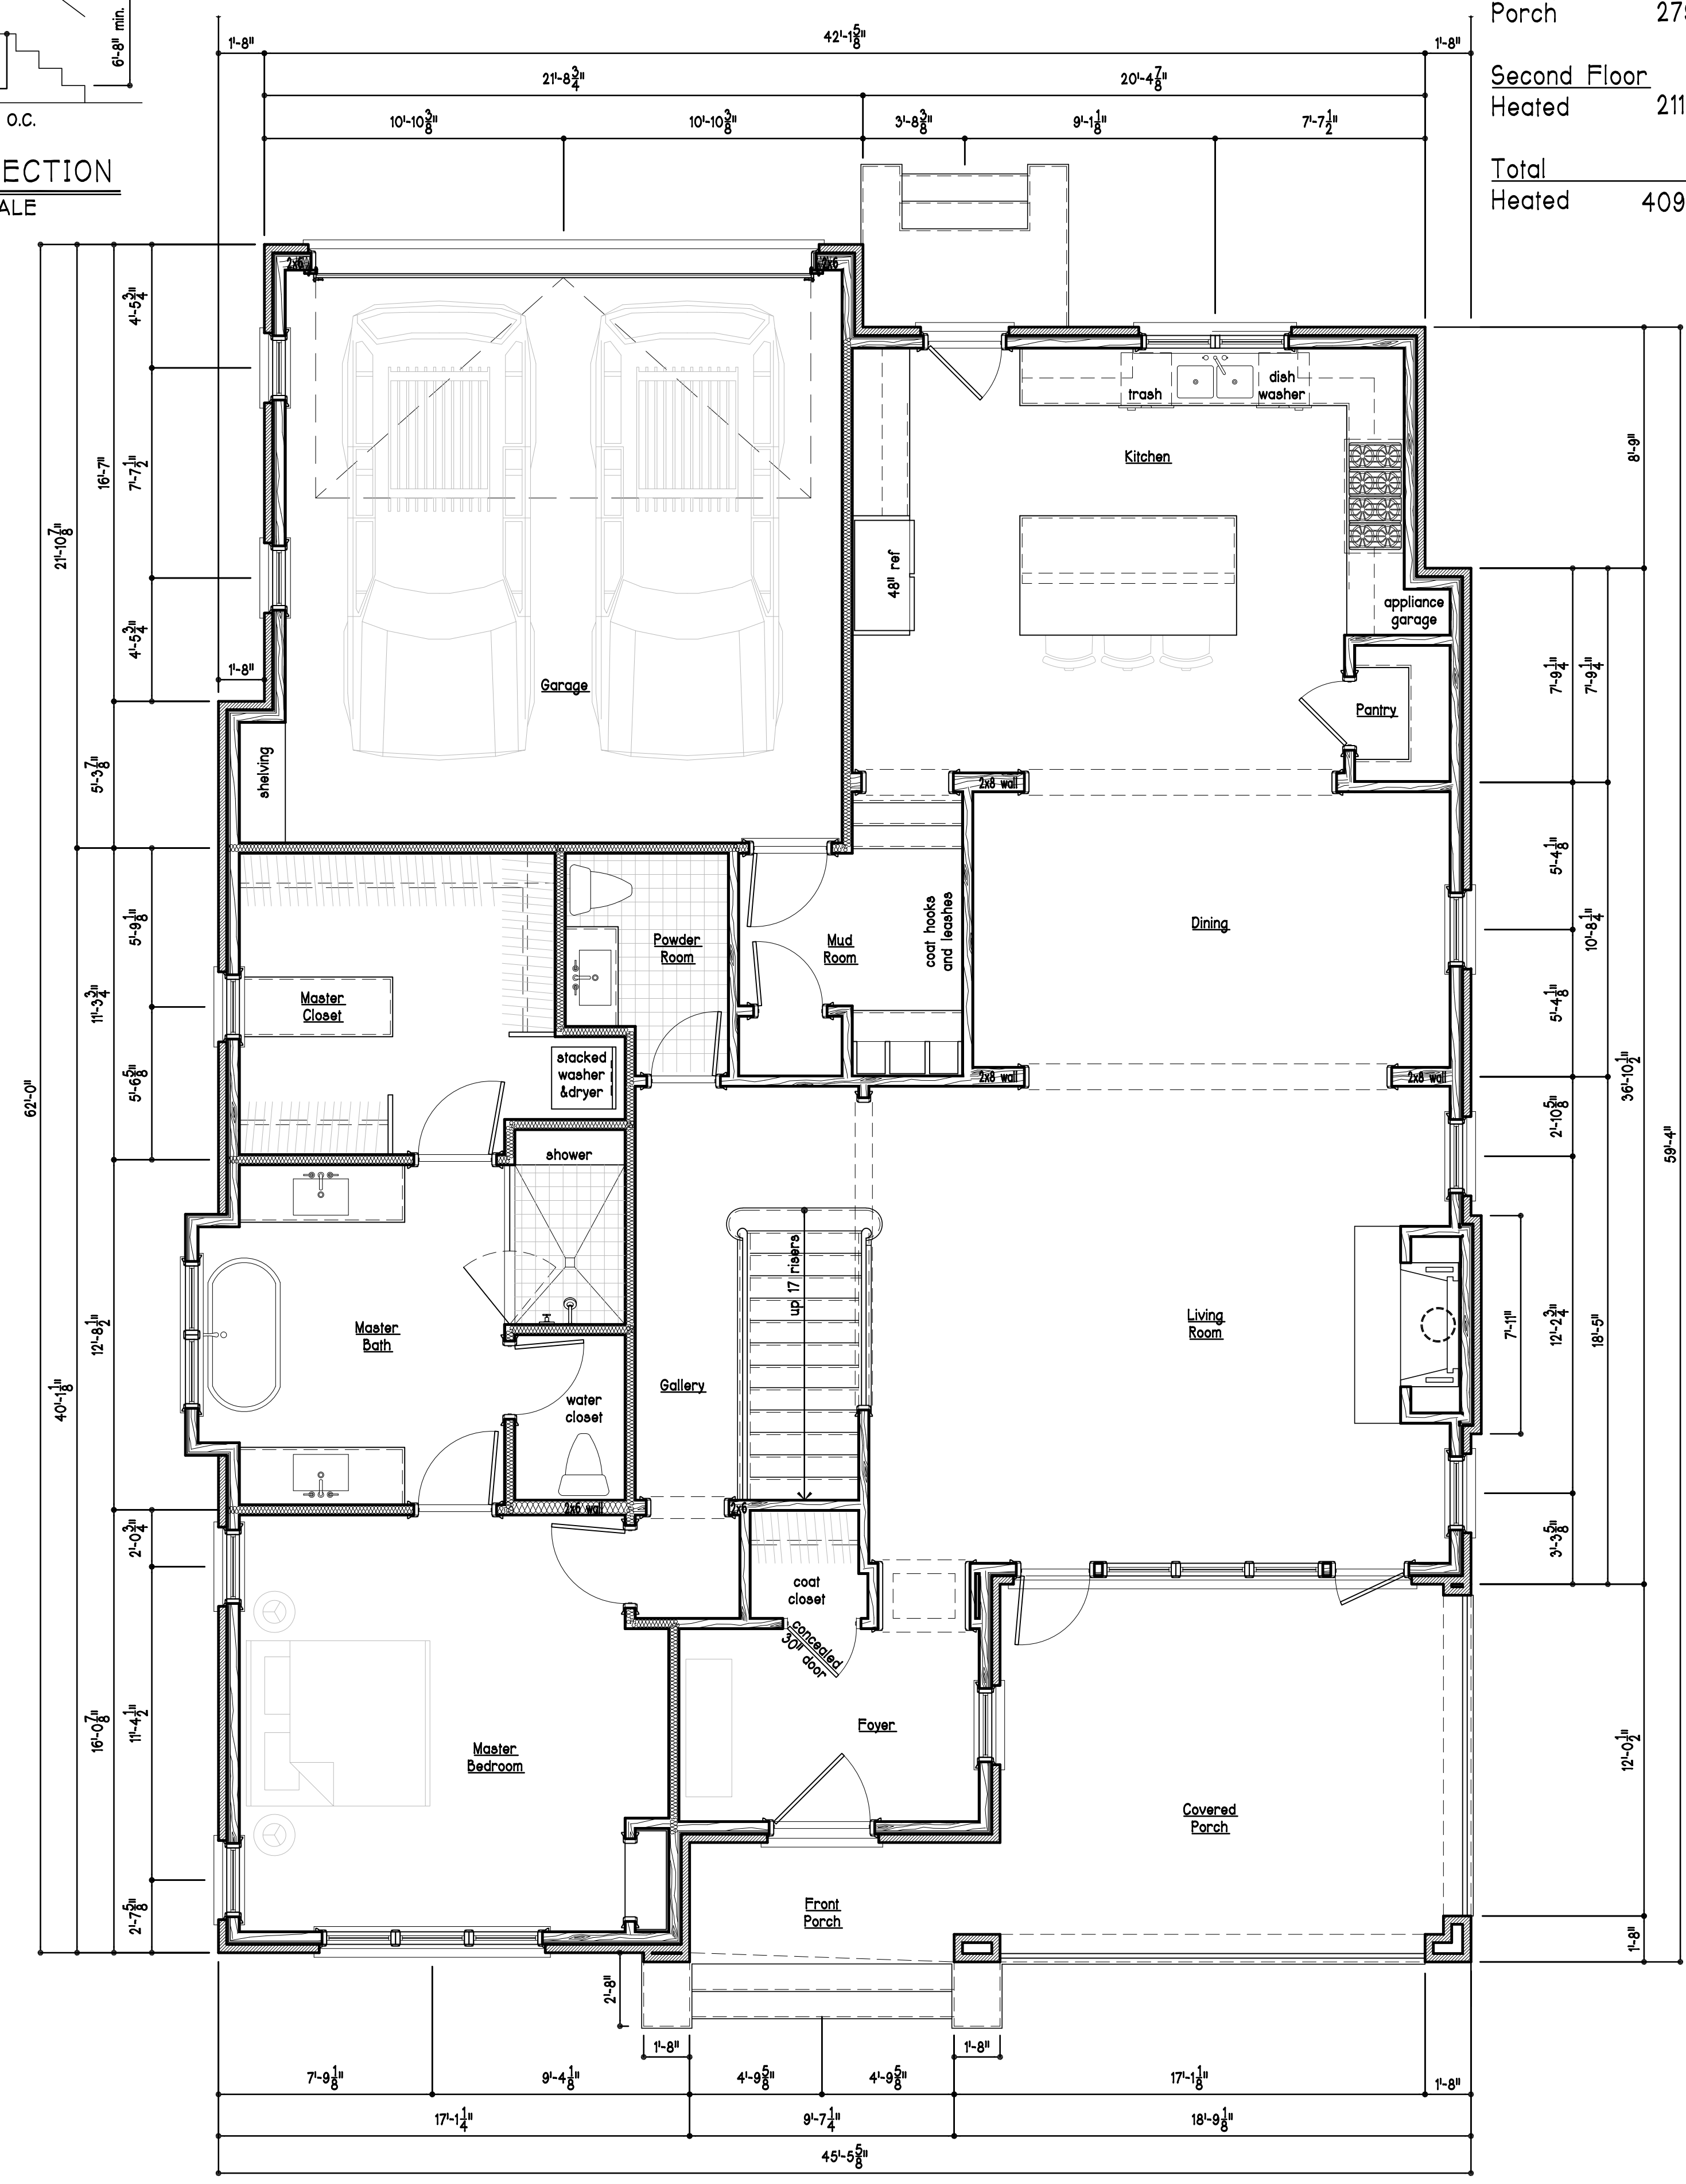 6'-8" min.
O.C.
ECTION
ALE
Porch 279
Second Floor
Heated 211
Total
Heated 409
1'-8"
42'-1 5/8"
1'-8"
21'-8 3/4"
20'-4 7/8"
10'-10 3/8"
10'-10 3/8"
3'-8 3/8"
9'-1 1/8"
7'-7 1/2"
2x6
2x6
trash
dish
washer
Kitchen
48" ref
appliance
garage
Pantry
Garage
shelving
1'-8"
2x8 wall
Powder
Room
Mud
Room
coat hooks
and leashes
Dining
Master
Closet
stacked
washer
&dryer
2x8 wall
2x8 wall
shower
up 17 risers
Master
Bath
Living
Room
Gallery
water
closet
2x6 wall
2x6
coat
closet
concealed
30" door
Foyer
Master
Bedroom
Covered
Porch
Front
Porch
4'-5 3/4"
7'-7 1/2"
4'-5 3/4"
16'-7"
5'-3 7/8"
21'-10 7/8"
62'-0"
5'-9 1/8"
5'-6 5/8"
11'-3 3/4"
12'-8 1/2"
40'-1 1/8"
2'-0 3/4"
11'-4 1/2"
2'-7 5/8"
16'-0 7/8"
8'-9"
7'-9 1/4"
7'-9 1/4"
5'-4 1/8"
5'-4 1/8"
10'-8 1/4"
2'-10 5/8"
36'-10 1/2"
59'-4"
7'-11"
12'-2 3/4"
18'-5"
3'-3 5/8"
12'-0 1/2"
1'-8"
2'-8"
1'-8"
1'-8"
7'-9 1/8"
9'-4 1/8"
4'-9 5/8"
4'-9 5/8"
17'-1 1/8"
1'-8"
17'-1 1/4"
9'-7 1/4"
18'-9 1/8"
45'-5 5/8"